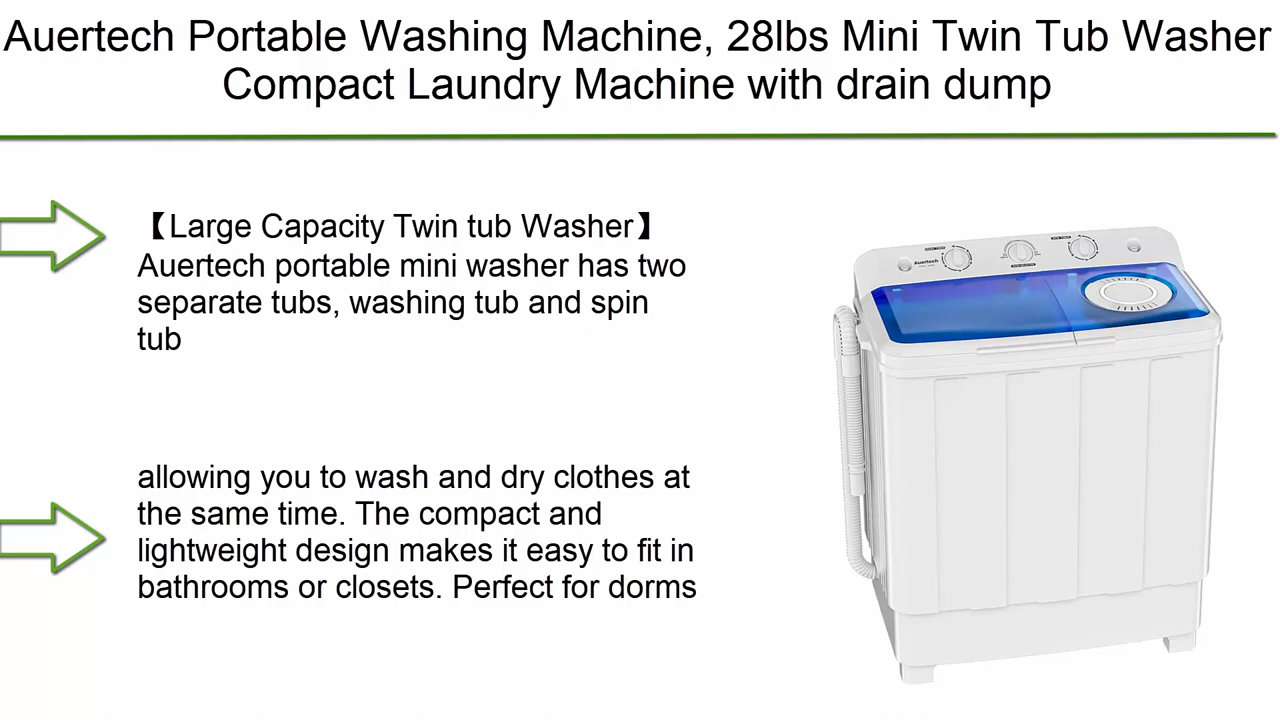 Auertech Portable Washing Machine, 28lbs Mini Twin Tub Washer
Compact Laundry Machine with drain dump
【Large Capacity Twin tub Washer】
Auertech portable mini washer has two
separate tubs, washing tub and spin
tub
allowing you to wash and dry clothes at
the same time. The compact and
lightweight design makes it easy to fit in
bathrooms or closets. Perfect for dorms
Auertech